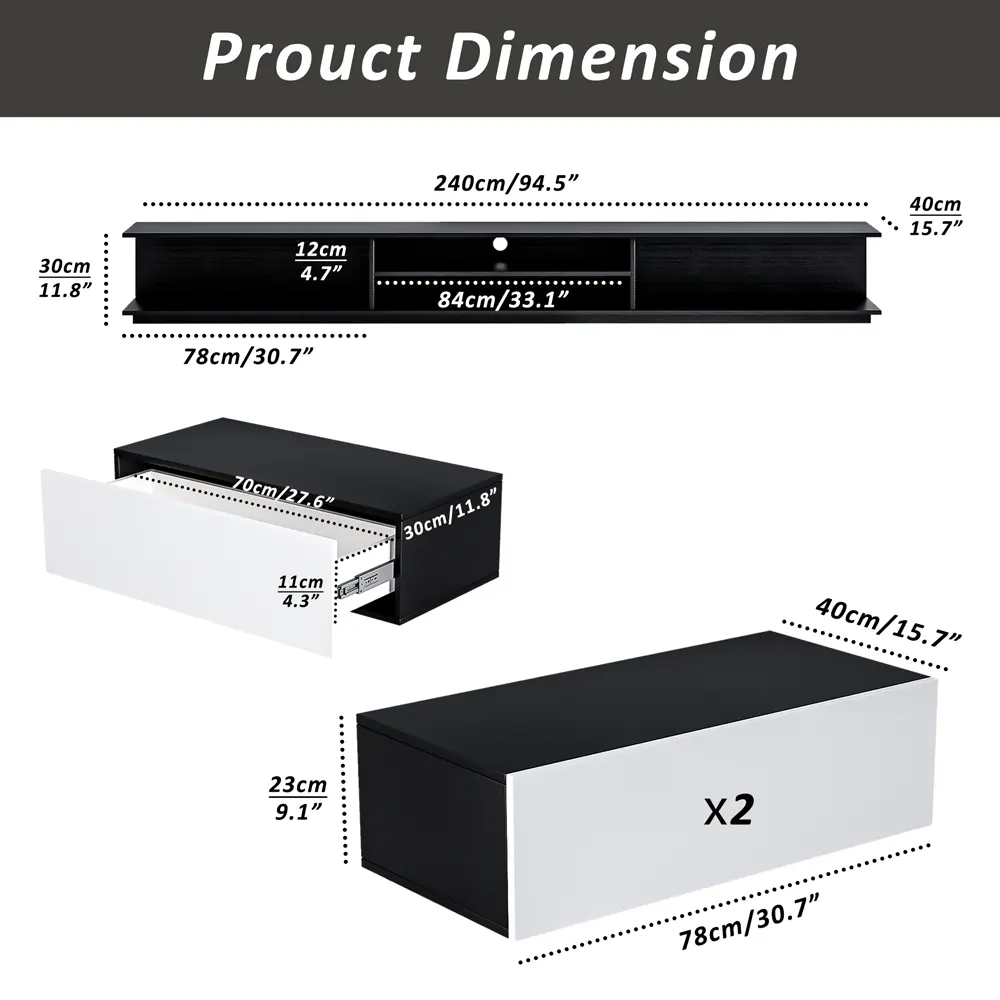 Prouct Dimension
240cm/94.5”
40cm
15.7”
12cm
4.7”
30cm
11.8”
84cm/33.1”
78cm/30.7”
70cm/27.6”
30cm/11.8”
11cm
4.3”
40cm/15.7”
23cm
9.1”
x2
78cm/30.7”